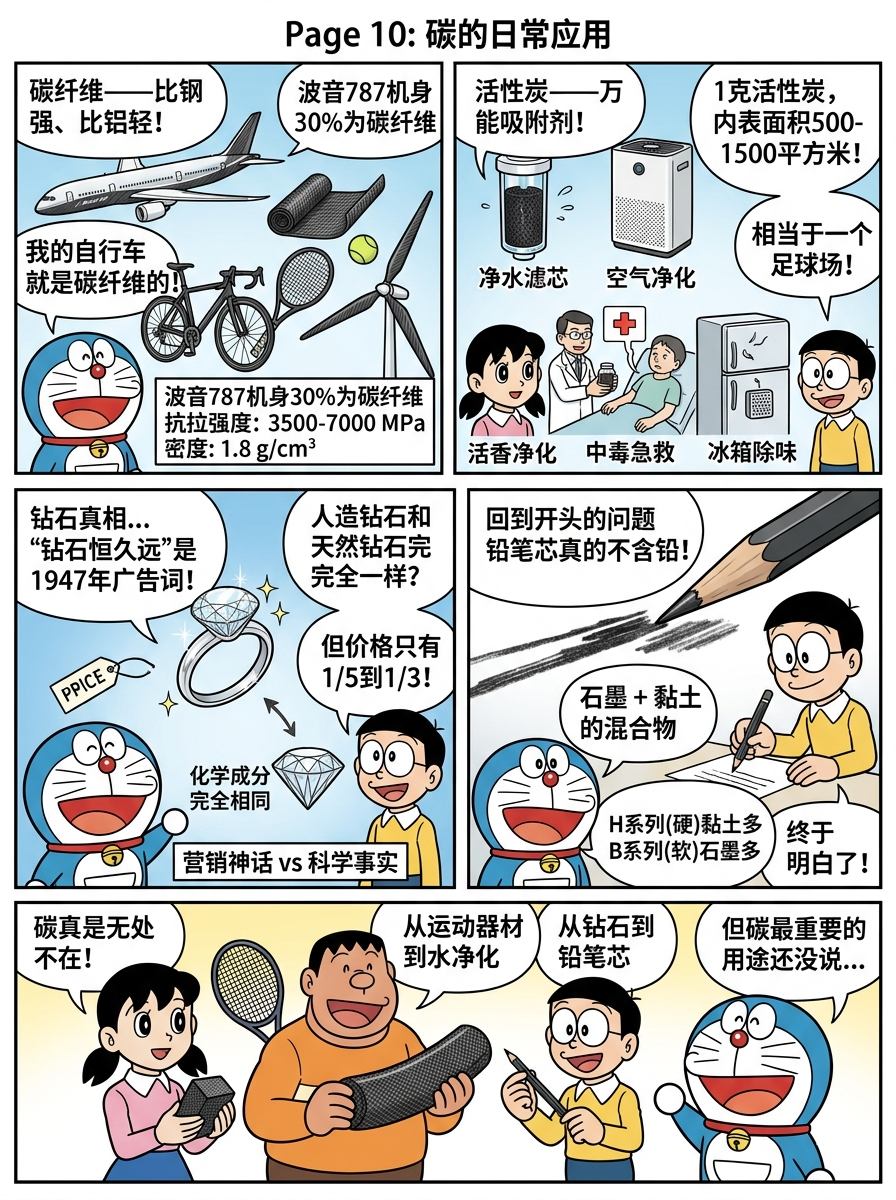 Page 10: 碳的日常应用
碳纤维——比钢
强、比铝轻！
波音787机身
30%为碳纤维
我的自行车
就是碳纤维的！
波音787机身30%为碳纤维
抗拉强度: 3500-7000 MPa
密度: 1.8 g/cm³
活性炭——万
能吸附剂！
1克活性炭，
内表面积500-
1500平方米！
相当于一个
足球场！
净水滤芯
空气净化
活香净化
中毒急救
冰箱除味
钻石真相...
“钻石恒久远”是
1947年广告词！
人造钻石和
天然钻石完
完全一样？
但价格只有
1/5到1/3！
PPICE
化学成分
完全相同
营销神话 vs 科学事实
回到开头的问题
铅笔芯真的不含铅！
石墨 + 黏土
的混合物
H系列(硬)黏土多
B系列(软)石墨多
终于
明白了！
碳真是无处
不在！
从运动器材
到水净化
从钻石到
铅笔芯
但碳最重要的
用途还没说...